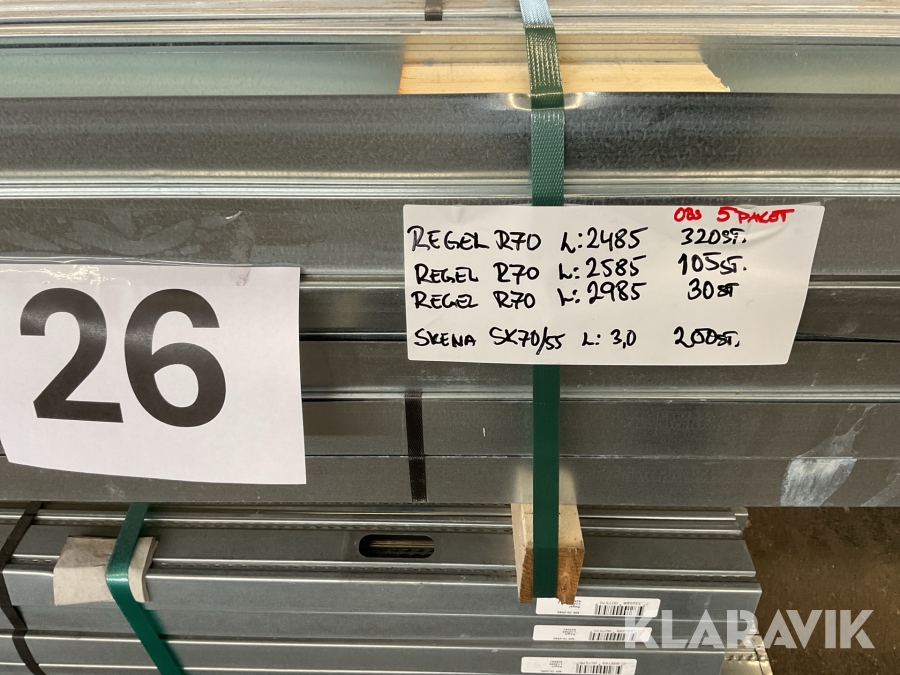 OBS 5 PAKET
REGEL R70 L:2485 320ST.
REGEL R70 L:2585 105ST.
REGEL R70 L:2985 30ST
SKENA SK70/55 L: 3,0 200ST.
26
KLARAVIK